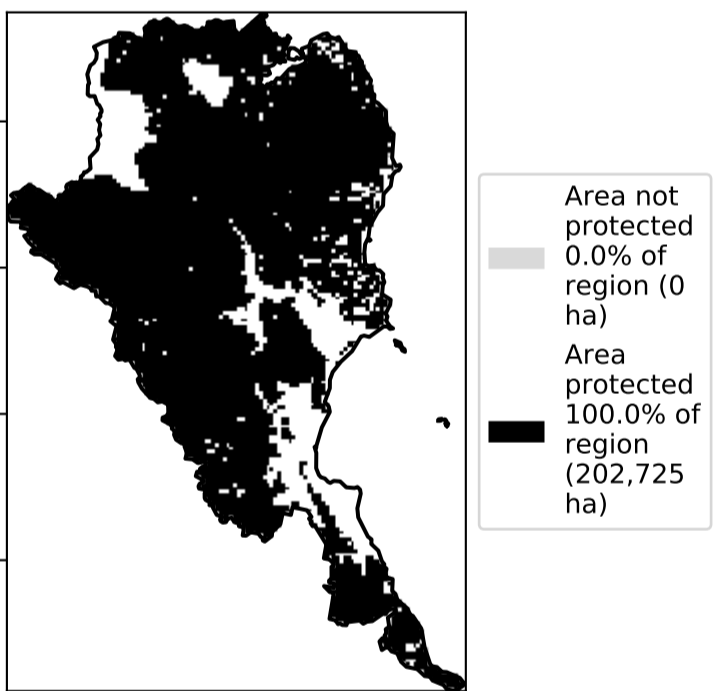 Area not
protected
0.0% of
region (0
ha)
Area
protected
100.0% of
region
(202,725
ha)